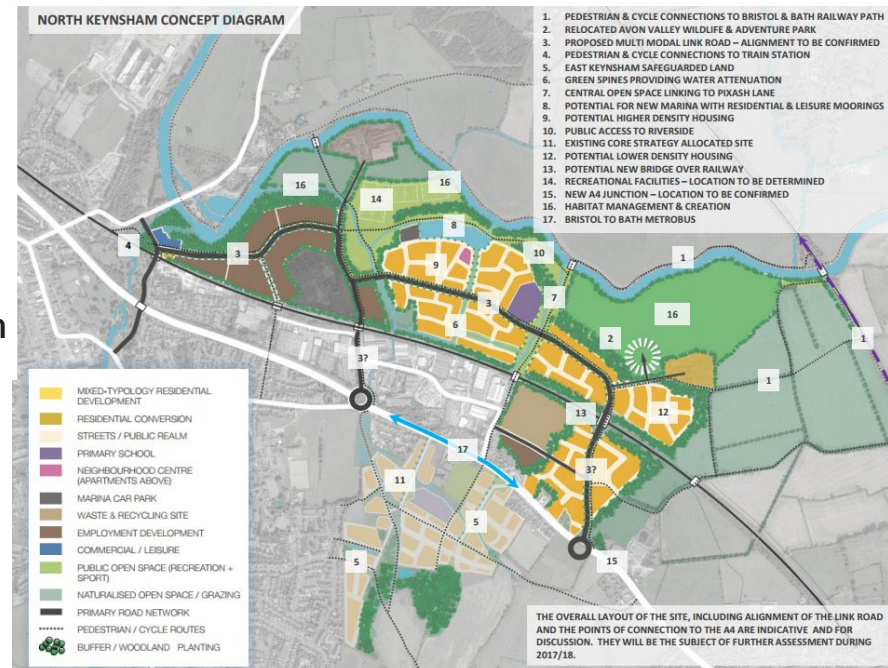 NORTH KEYNSHAM CONCEPT DIAGRAM
1. PEDESTRIAN & CYCLE CONNECTIONS TO BRISTOL & BATH RAILWAY PATH
2. RELOCATED AVON VALLEY WILDLIFE & ADVENTURE PARK
3. PROPOSED MULTI MODAL LINK ROAD – ALIGNMENT TO BE CONFIRMED
4. PEDESTRIAN & CYCLE CONNECTIONS TO TRAIN STATION
5. EAST KEYNSHAM SAFEGUARDED LAND
6. GREEN SPINES PROVIDING WATER ATTENUATION
7. CENTRAL OPEN SPACE LINKING TO PIXASH LANE
8. POTENTIAL FOR NEW MARINA WITH RESIDENTIAL & LEISURE MOORINGS
9. POTENTIAL HIGHER DENSITY HOUSING
10. PUBLIC ACCESS TO RIVERSIDE
11. EXISTING CORE STRATEGY ALLOCATED SITE
12. POTENTIAL LOWER DENSITY HOUSING
13. POTENTIAL NEW BRIDGE OVER RAILWAY
14. RECREATIONAL FACILITIES – LOCATION TO BE DETERMINED
15. NEW A4 JUNCTION – LOCATION TO BE CONFIRMED
16. HABITAT MANAGEMENT & CREATION
17. BRISTOL TO BATH METROBUS
16
16
14
4
3
8
10
1
9
3
7
16
6
2
1
1
3?
13
12
17
11
3?
5
5
15
n
MIXED-TYPOLOGY RESIDENTIAL
DEVELOPMENT
RESIDENTIAL CONVERSION
STREETS / PUBLIC REALM
PRIMARY SCHOOL
NEIGHBOURHOOD CENTRE
(APARTMENTS ABOVE)
MARINA CAR PARK
WASTE & RECYCLING SITE
EMPLOYMENT DEVELOPMENT
COMMERCIAL / LEISURE
PUBLIC OPEN SPACE (RECREATION +
SPORT)
NATURALISED OPEN SPACE / GRAZING
PRIMARY ROAD NETWORK
PEDESTRIAN / CYCLE ROUTES
BUFFER / WOODLAND PLANTING
THE OVERALL LAYOUT OF THE SITE, INCLUDING ALIGNMENT OF THE LINK ROAD
AND THE POINTS OF CONNECTION TO THE A4 ARE INDICATIVE AND FOR
DISCUSSION. THEY WILL BE THE SUBJECT OF FURTHER ASSESSMENT DURING
2017/18.